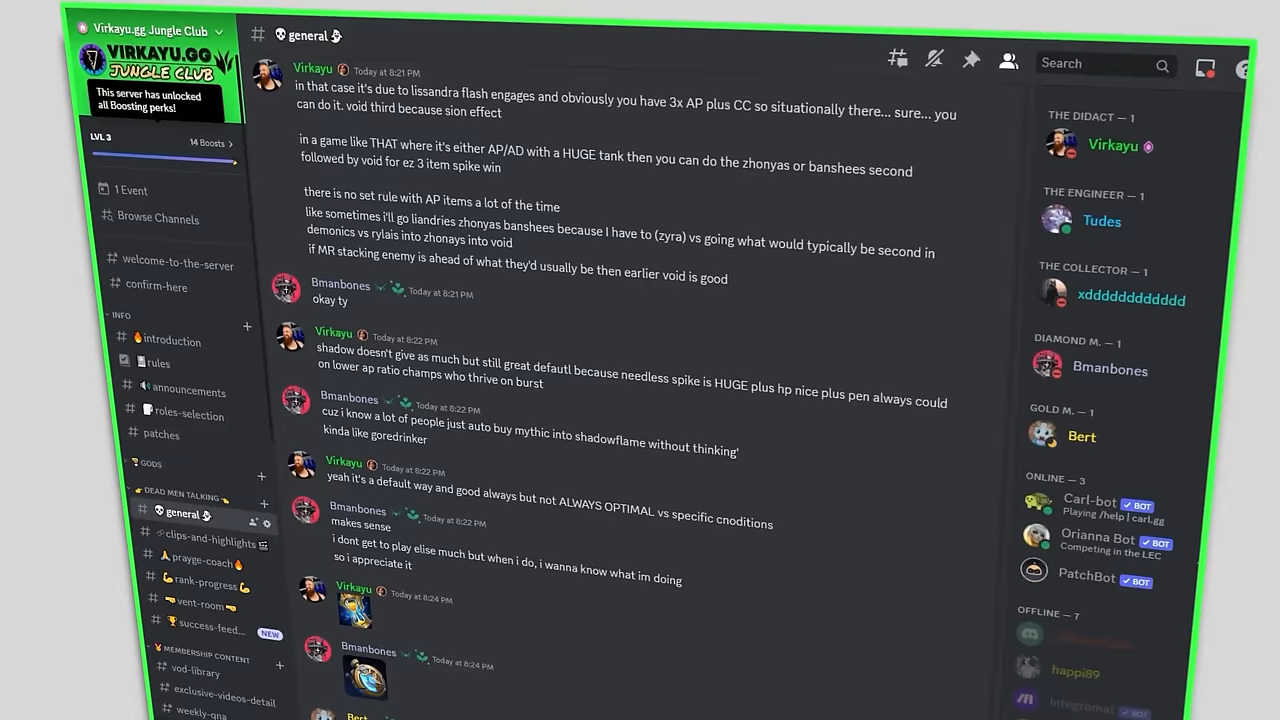 Virkayu.gg Jungle Club
VIRKAYU.GG
JUNGLE CLUB
This server has unlocked
all Boosting perks!
LVL 3
14 Boosts
1 Event
Browse Channels
welcome-to-the-server
confirm-here
INFO
introduction
rules
announcements
roles-selection
patches
GODS
DEAD MEN TALKING
general
clips-and-highlights
prayge-coach
rank-progress
vent-room
success-feed...
NEW
MEMBERSHIP CONTENT
vod-library
exclusive-videos-detail
weekly-qna
general
Search
Virkayu Today at 8:21 PM
in that case it's due to lissandra flash engages and obviously you have 3x AP plus CC so situationally there... sure... you
can do it. void third because sion effect
in a game like THAT where it's either AP/AD with a HUGE tank then you can do the zhonyas or banshees second
followed by void for ez 3 item spike win
there is no set rule with AP items a lot of the time
like sometimes i'll go liandries zhonyas banshees because I have to (zyra) vs going what would typically be second in
demonics vs rylais into zhonays into void
if MR stacking enemy is ahead of what they'd usually be then earlier void is good
Bmanbones Today at 8:21 PM
okay ty
Virkayu Today at 8:22 PM
shadow doesn't give as much but still great defautl because needless spike is HUGE plus hp nice plus pen always could
on lower ap ratio champs who thrive on burst
Bmanbones Today at 8:22 PM
cuz i know a lot of people just auto buy mythic into shadowflame without thinking'
kinda like goredrinker
Virkayu Today at 8:22 PM
yeah it's a default way and good always but not ALWAYS OPTIMAL vs specific cnoditions
Bmanbones Today at 8:22 PM
makes sense
i dont get to play elise much but when i do, i wanna know what im doing
so i appreciate it
Virkayu Today at 8:24 PM
Bmanbones Today at 8:24 PM
Bert
THE DIDACT — 1
Virkayu
THE ENGINEER — 1
Tudes
THE COLLECTOR — 1
xdddddddddddd
DIAMOND M. — 1
Bmanbones
GOLD M. — 1
Bert
ONLINE — 3
Carl-bot BOT
Playing /help | carl.gg
Orianna Bot BOT
Competing in the LEC
PatchBot BOT
OFFLINE — 7
happi89
Integromat BOT